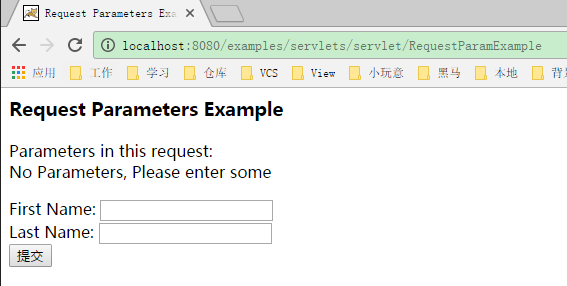 Request Parameters Exa
localhost:8080/examples/servlets/servlet/RequestParamExample
应用 工作 学习 仓库 VCS View 小玩意 黑马 本地
Request Parameters Example
Parameters in this request:
No Parameters, Please enter some
First Name:
Last Name:
提交